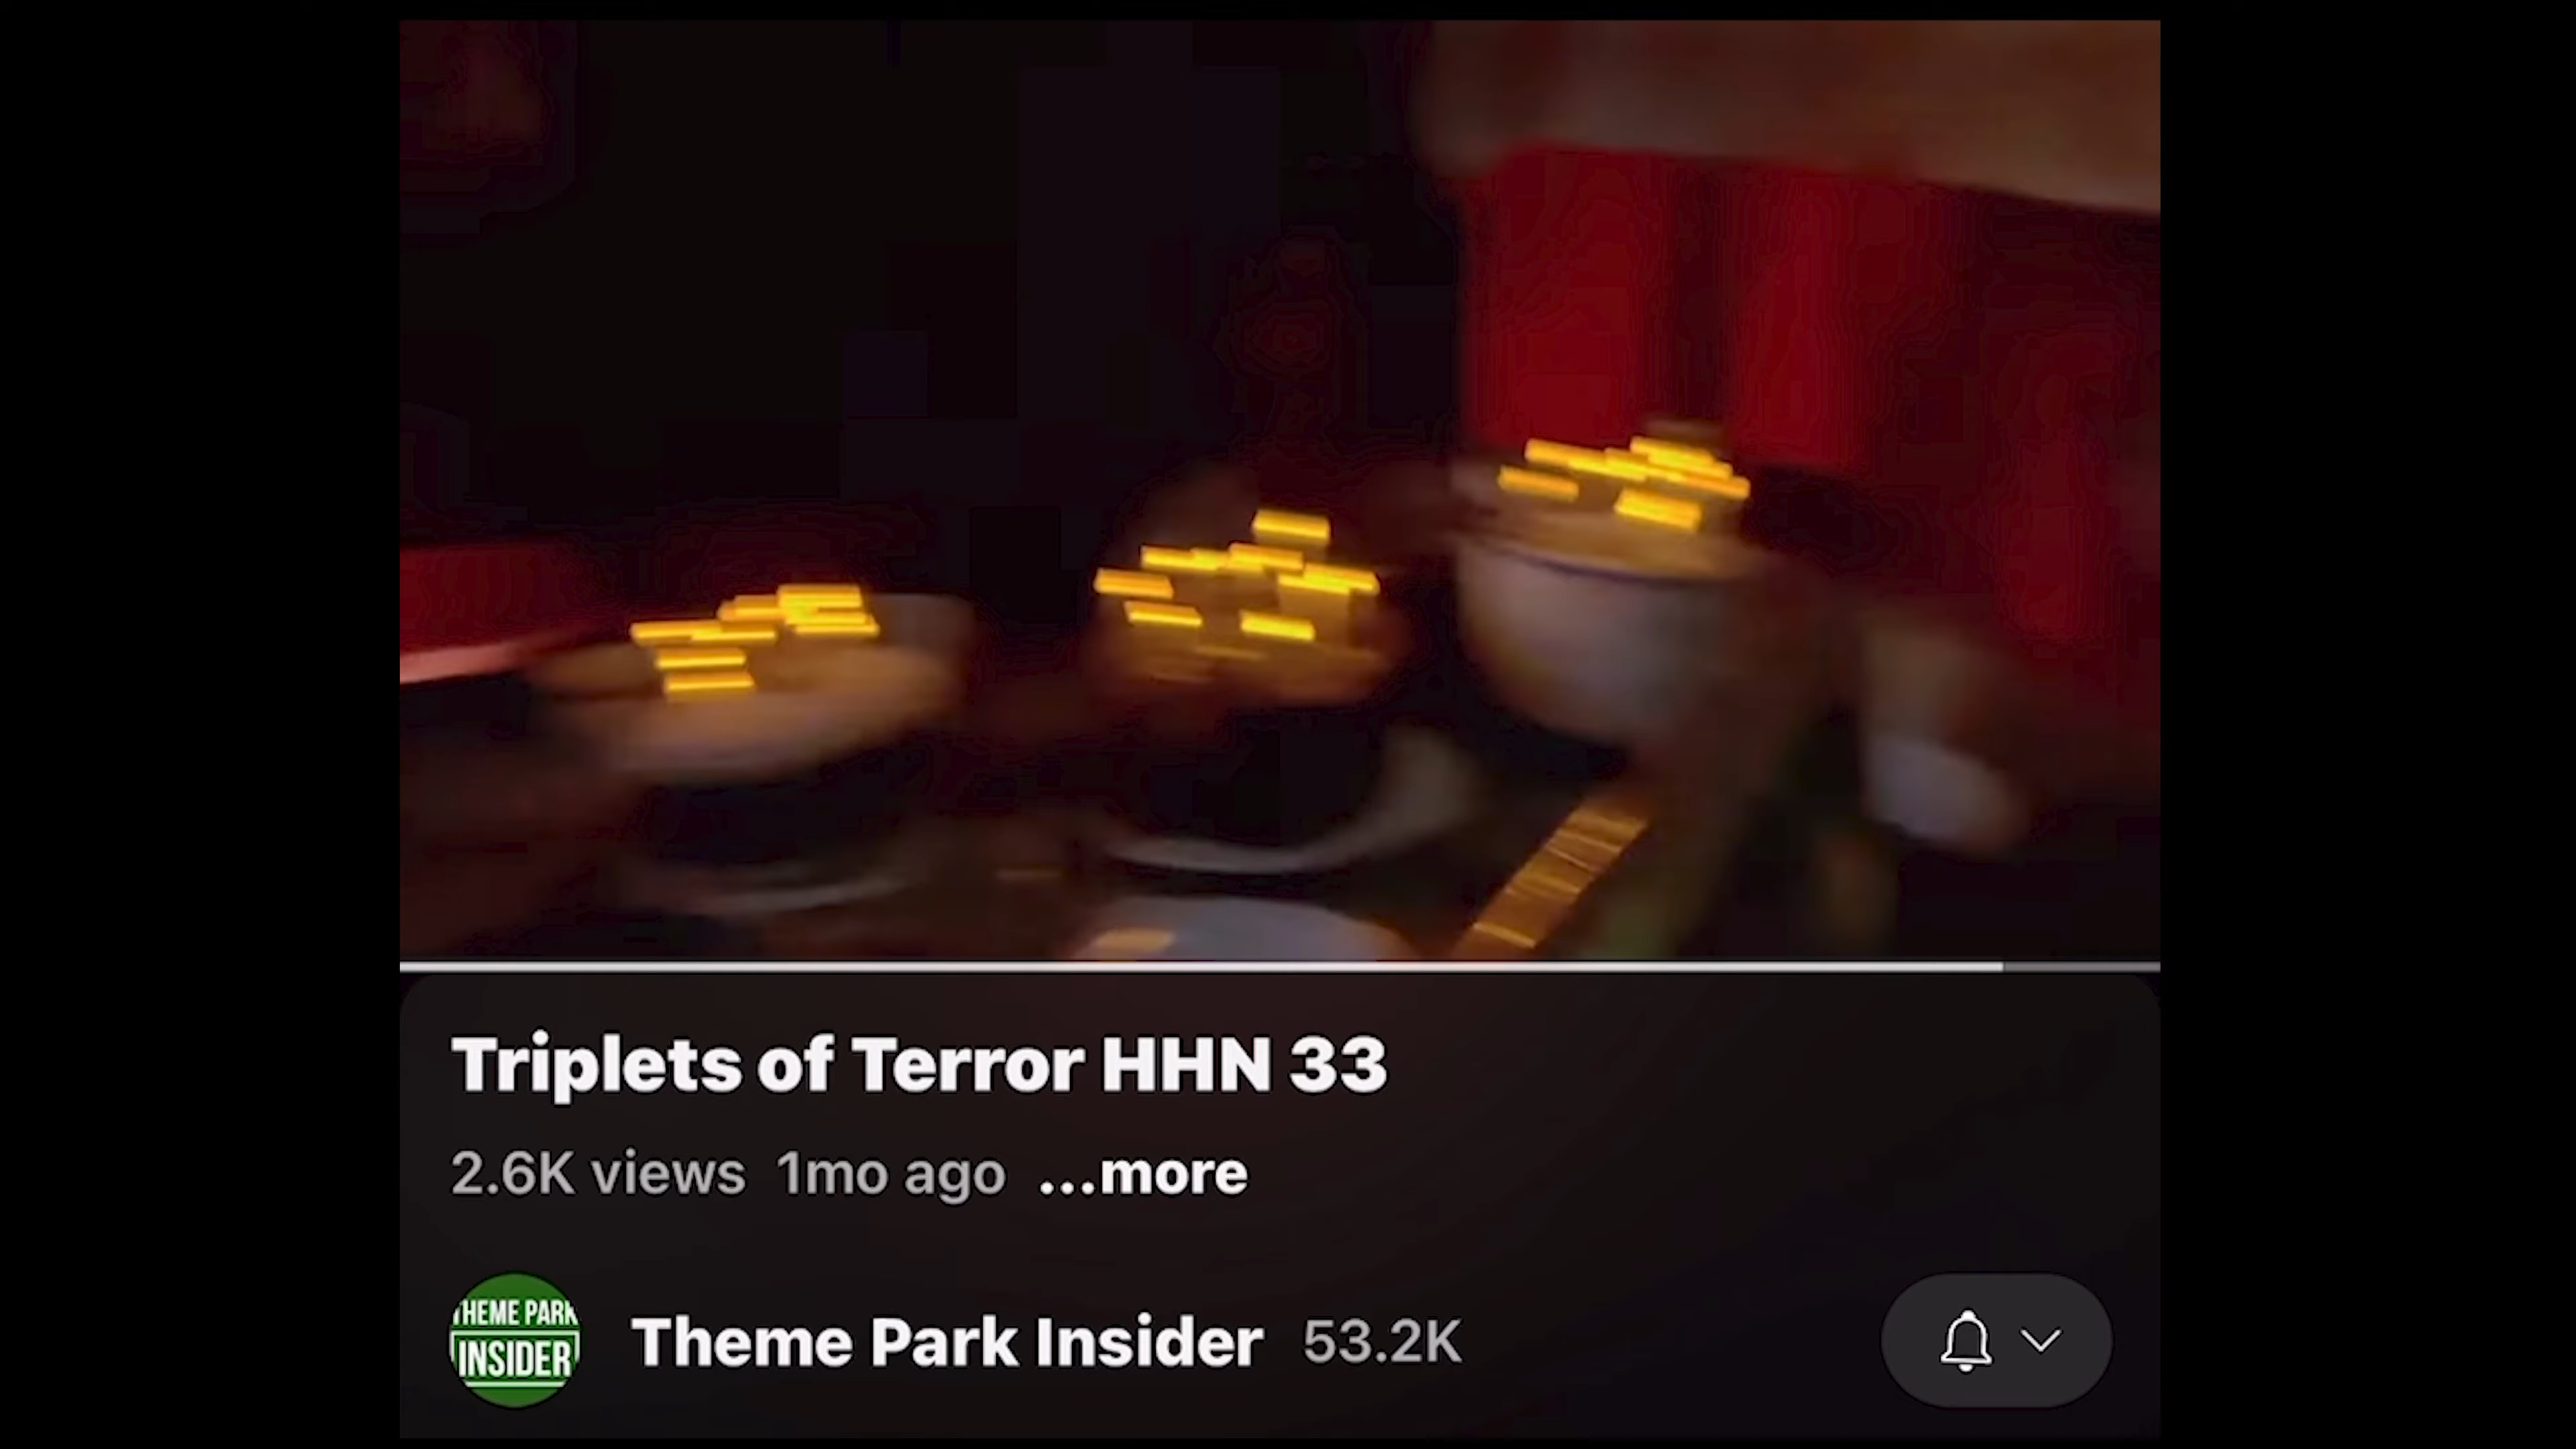 Triplets of Terror HHN 33
2.6K views 1mo ago ...more
THEME PARK
INSIDER
Theme Park Insider 53.2K